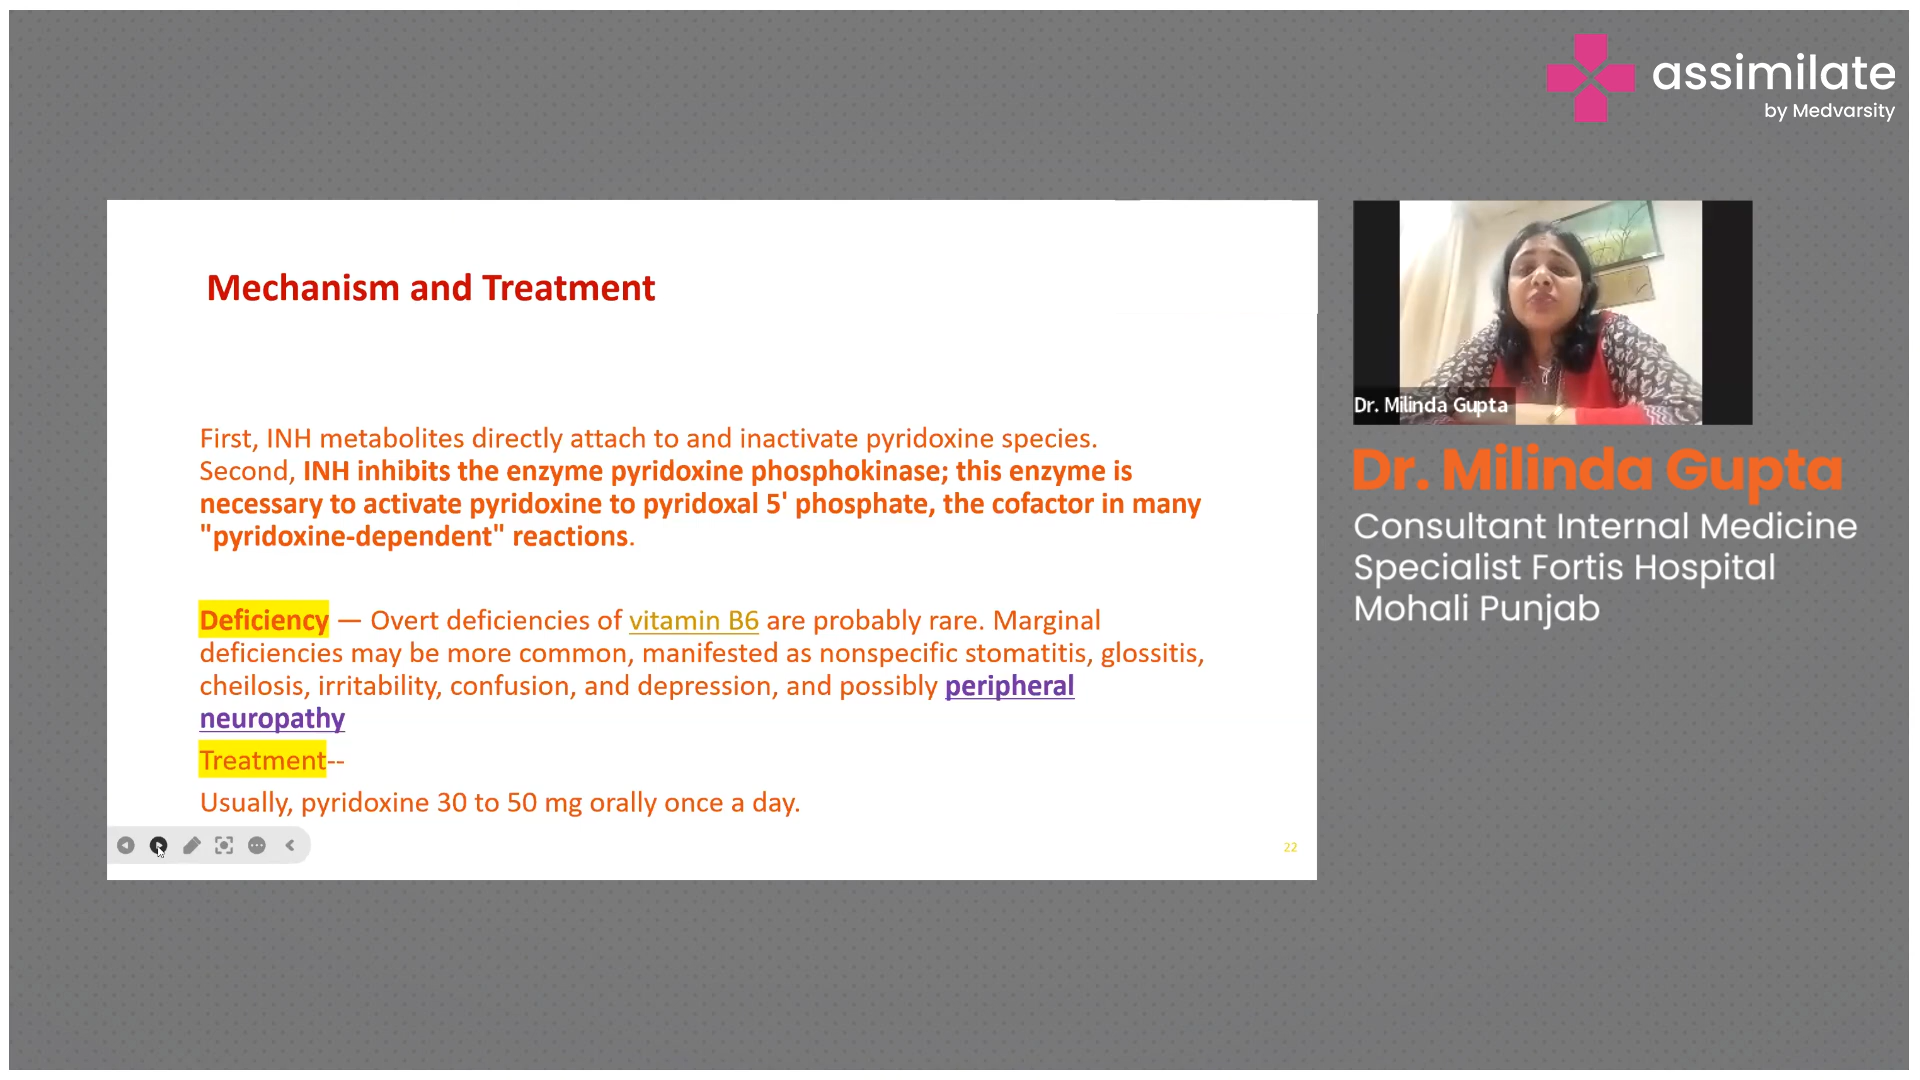 assimilate
by Medvarsity
Mechanism and Treatment
First, INH metabolites directly attach to and inactivate pyridoxine species.
Second, INH inhibits the enzyme pyridoxine phosphokinase; this enzyme is
necessary to activate pyridoxine to pyridoxal 5' phosphate, the cofactor in many
"pyridoxine-dependent" reactions.
Deficiency — Overt deficiencies of vitamin B6 are probably rare. Marginal
deficiencies may be more common, manifested as nonspecific stomatitis, glossitis,
cheilosis, irritability, confusion, and depression, and possibly peripheral
neuropathy
Treatment--
Usually, pyridoxine 30 to 50 mg orally once a day.
22
Dr. Milinda Gupta
Dr. Milinda Gupta
Consultant Internal Medicine
Specialist Fortis Hospital
Mohali Punjab